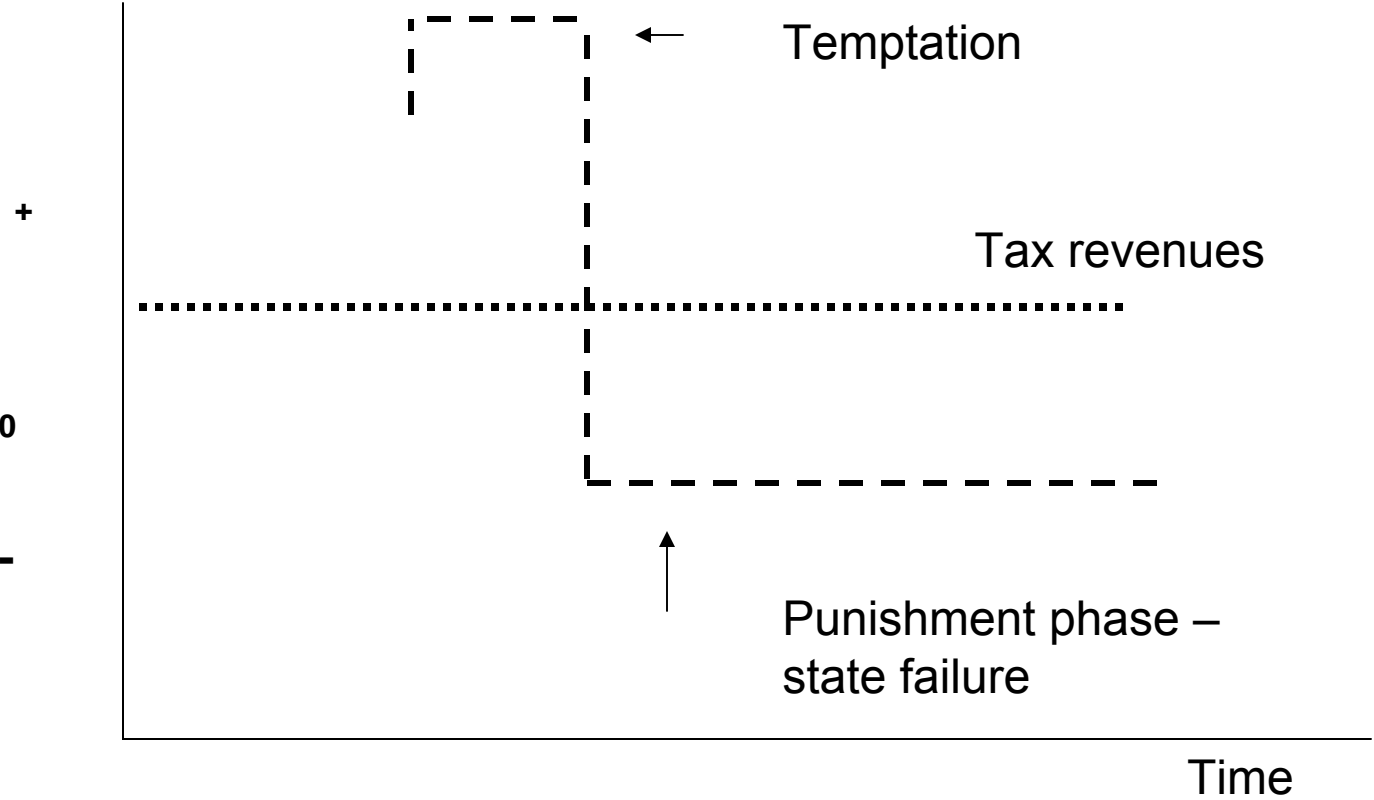 Temptation
+
Tax revenues
0
-
Punishment phase –
state failure
Time